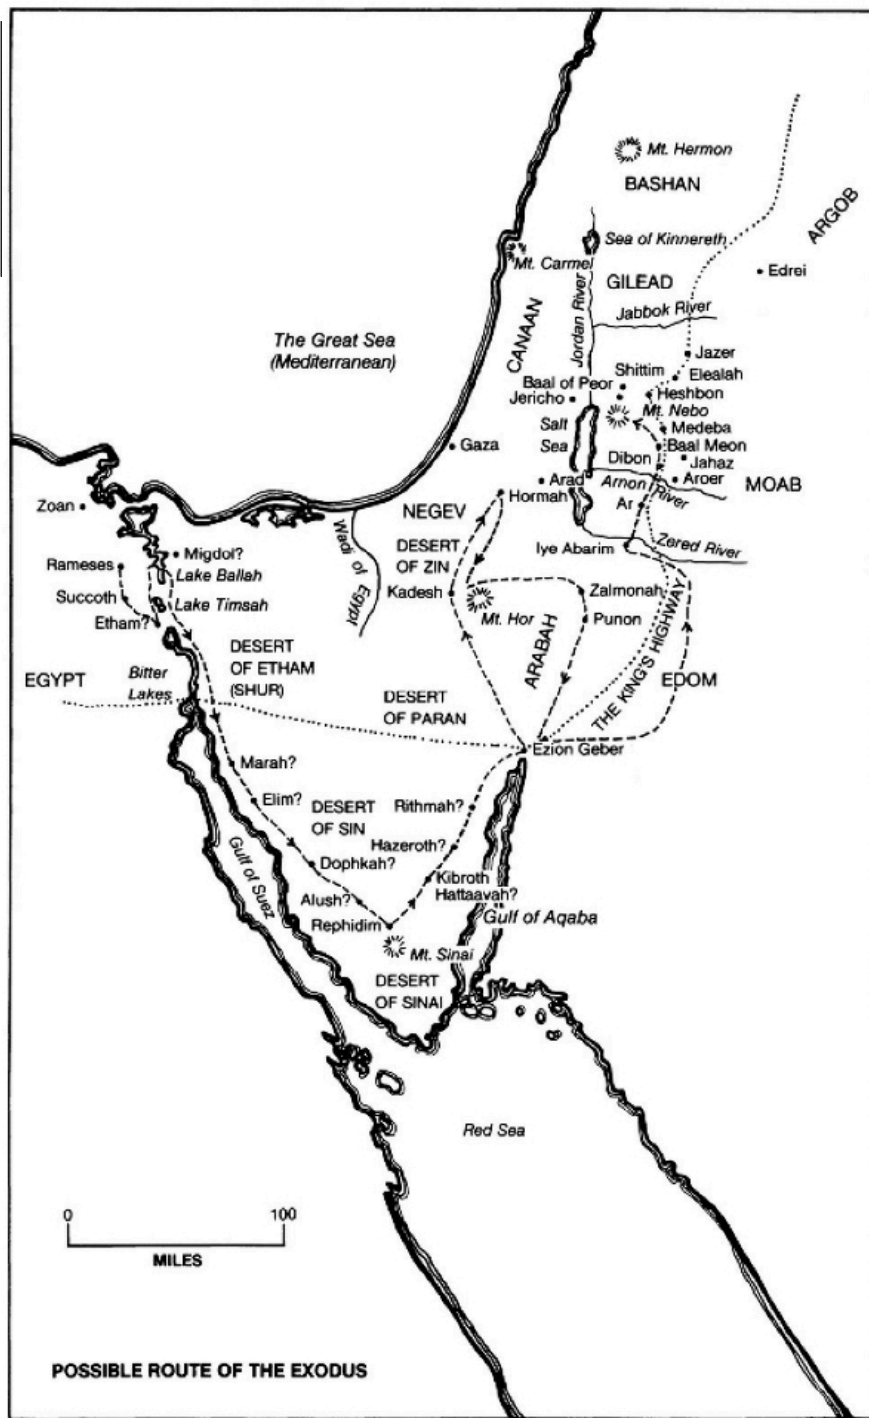 Mt. Hermon
BASHAN
ARGOB
Sea of Kinnereth
Mt. Carmel
Edrei
GILEAD
Jordan River
Jabbok River
CANAAN
The Great Sea
(Mediterranean)
Jazer
Shittim
Elealah
Baal of Peor
Heshbon
Jericho
Mt. Nebo
Salt
Sea
Medeba
Gaza
Baal Meon
Dibon
Jahaz
Arad
Aroer
Arnon River
MOAB
Hormah
Zoan
NEGEV
Ar
Wadi of Egypt
DESERT
OF ZIN
Zered River
Iye Abarim
Migdol?
Rameses
Lake Ballah
Kadesh
Zalmonah
Succoth
Lake Timsah
Mt. Hor
Punon
Etham?
ARABAH
THE KING'S HIGHWAY
DESERT
OF ETHAM
(SHUR)
EGYPT
Bitter
Lakes
EDOM
DESERT
OF PARAN
Ezion Geber
Marah?
Elim?
DESERT
OF SIN
Rithmah?
Gulf of Suez
Hazeroth?
Dophkah?
Kibroth
Hattaavah?
Alush?
Gulf of Aqaba
Rephidim
Mt. Sinai
DESERT
OF SINAI
Red Sea
0 100
MILES
POSSIBLE ROUTE OF THE EXODUS